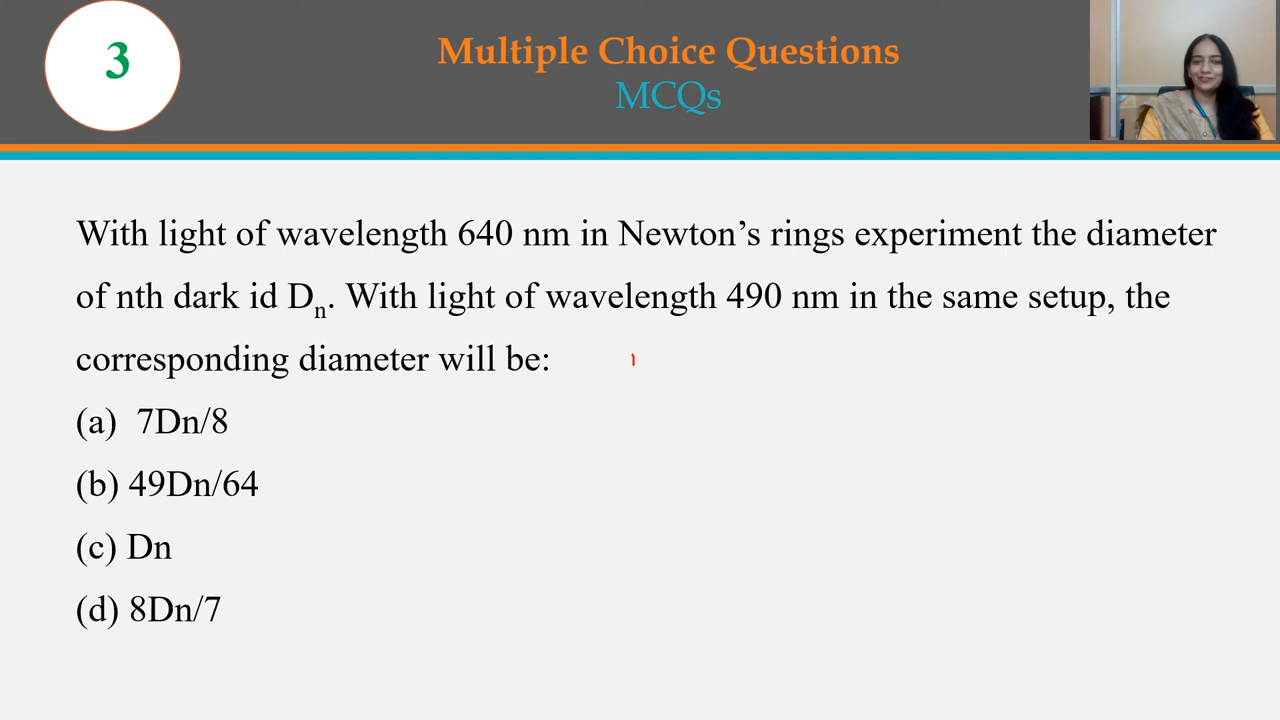 3
Multiple Choice Questions
MCQs
With light of wavelength 640 nm in Newton’s rings experiment the diameter
of nth dark id Dn. With light of wavelength 490 nm in the same setup, the
corresponding diameter will be:
(a) 7Dn/8
(b) 49Dn/64
(c) Dn
(d) 8Dn/7